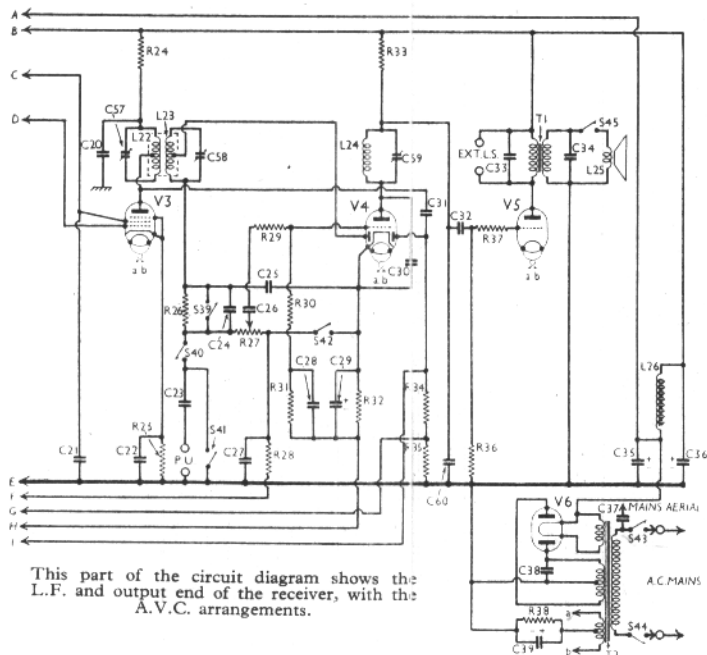 A
B
R24
R33
C
C57
L23
L22
D
C20
C58
L24
C59
EXT.L.S.
C33
T1
C34
S45
L25
V3
V4
C31
C32
V5
R29
R37
a b
a b
C30
a b
C25
R26
S39
C24
C26
R27
R30
S42
S40
C28
C29
L26
C23
R31
R32
R34
S41
R25
R36
C21
C22
P U
C27
R28
R35
C60
C35
C36
E
F
G
H
I
V6
C37
MAINS AERIAL
S43
C38
A.C. MAINS
R38
a
C39
b
S44
This part of the circuit diagram shows the
L.F. and output end of the receiver, with the
A.V.C. arrangements.